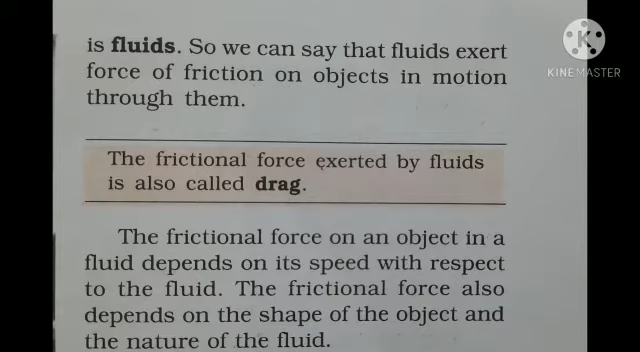 is fluids. So we can say that fluids exert
force of friction on objects in motion
through them.
The frictional force exerted by fluids
is also called drag.
The frictional force on an object in a
fluid depends on its speed with respect
to the fluid. The frictional force also
depends on the shape of the object and
the nature of the fluid.
KINEMASTER